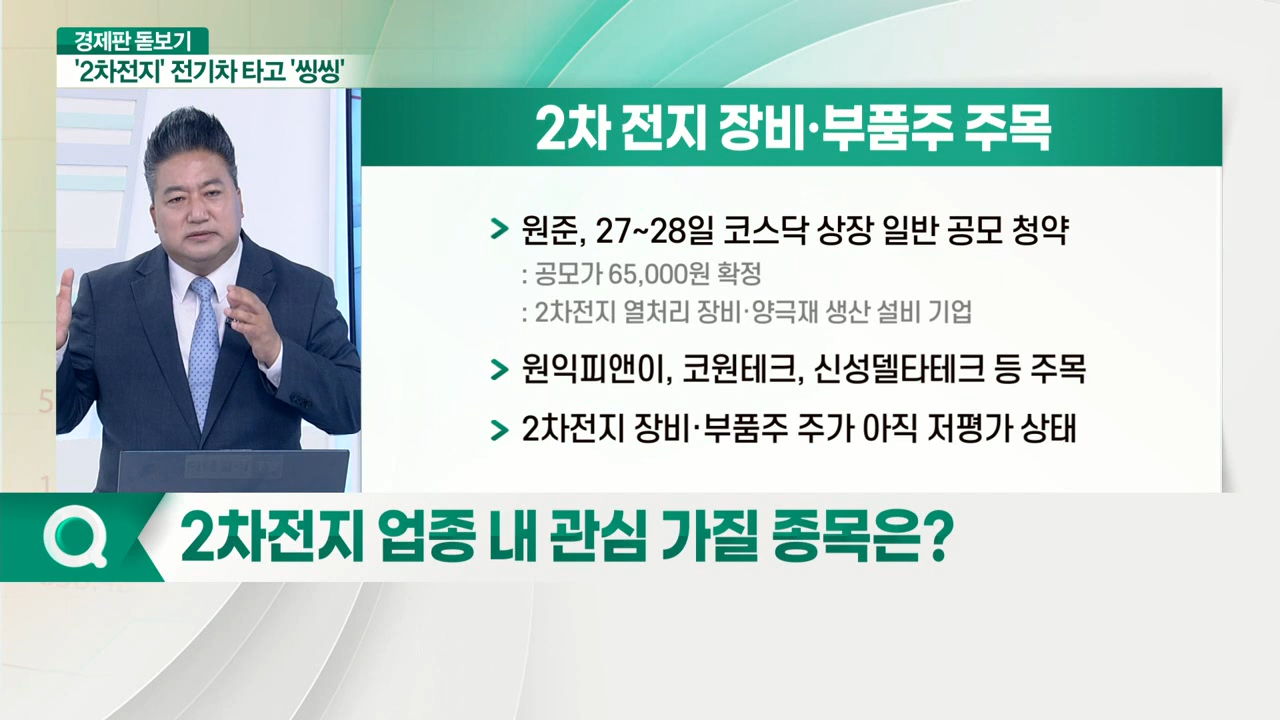 경제판 돋보기
'2차전지' 전기차 타고 '씽씽'
2차 전지 장비·부품주 주목
> 원준, 27~28일 코스닥 상장 일반 공모 청약
: 공모가 65,000원 확정
: 2차전지 열처리 장비·양극재 생산 설비 기업
> 원익피앤이, 코원테크, 신성델타테크 등 주목
> 2차전지 장비·부품주 주가 아직 저평가 상태
2차전지 업종 내 관심 가질 종목은?